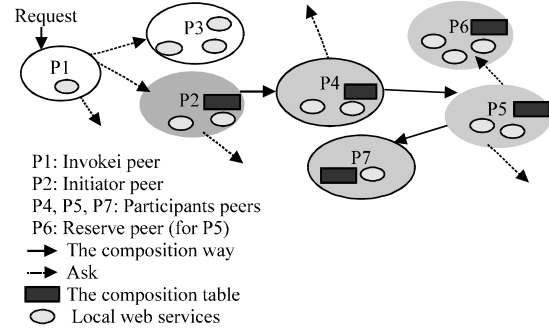 Request
P1
P3
P6
P2
P4
P5
P7
P1: Invokei peer
P2: Initiator peer
P4, P5, P7: Participants peers
P6: Reserve peer (for P5)
The composition way
Ask
The composition table
Local web services